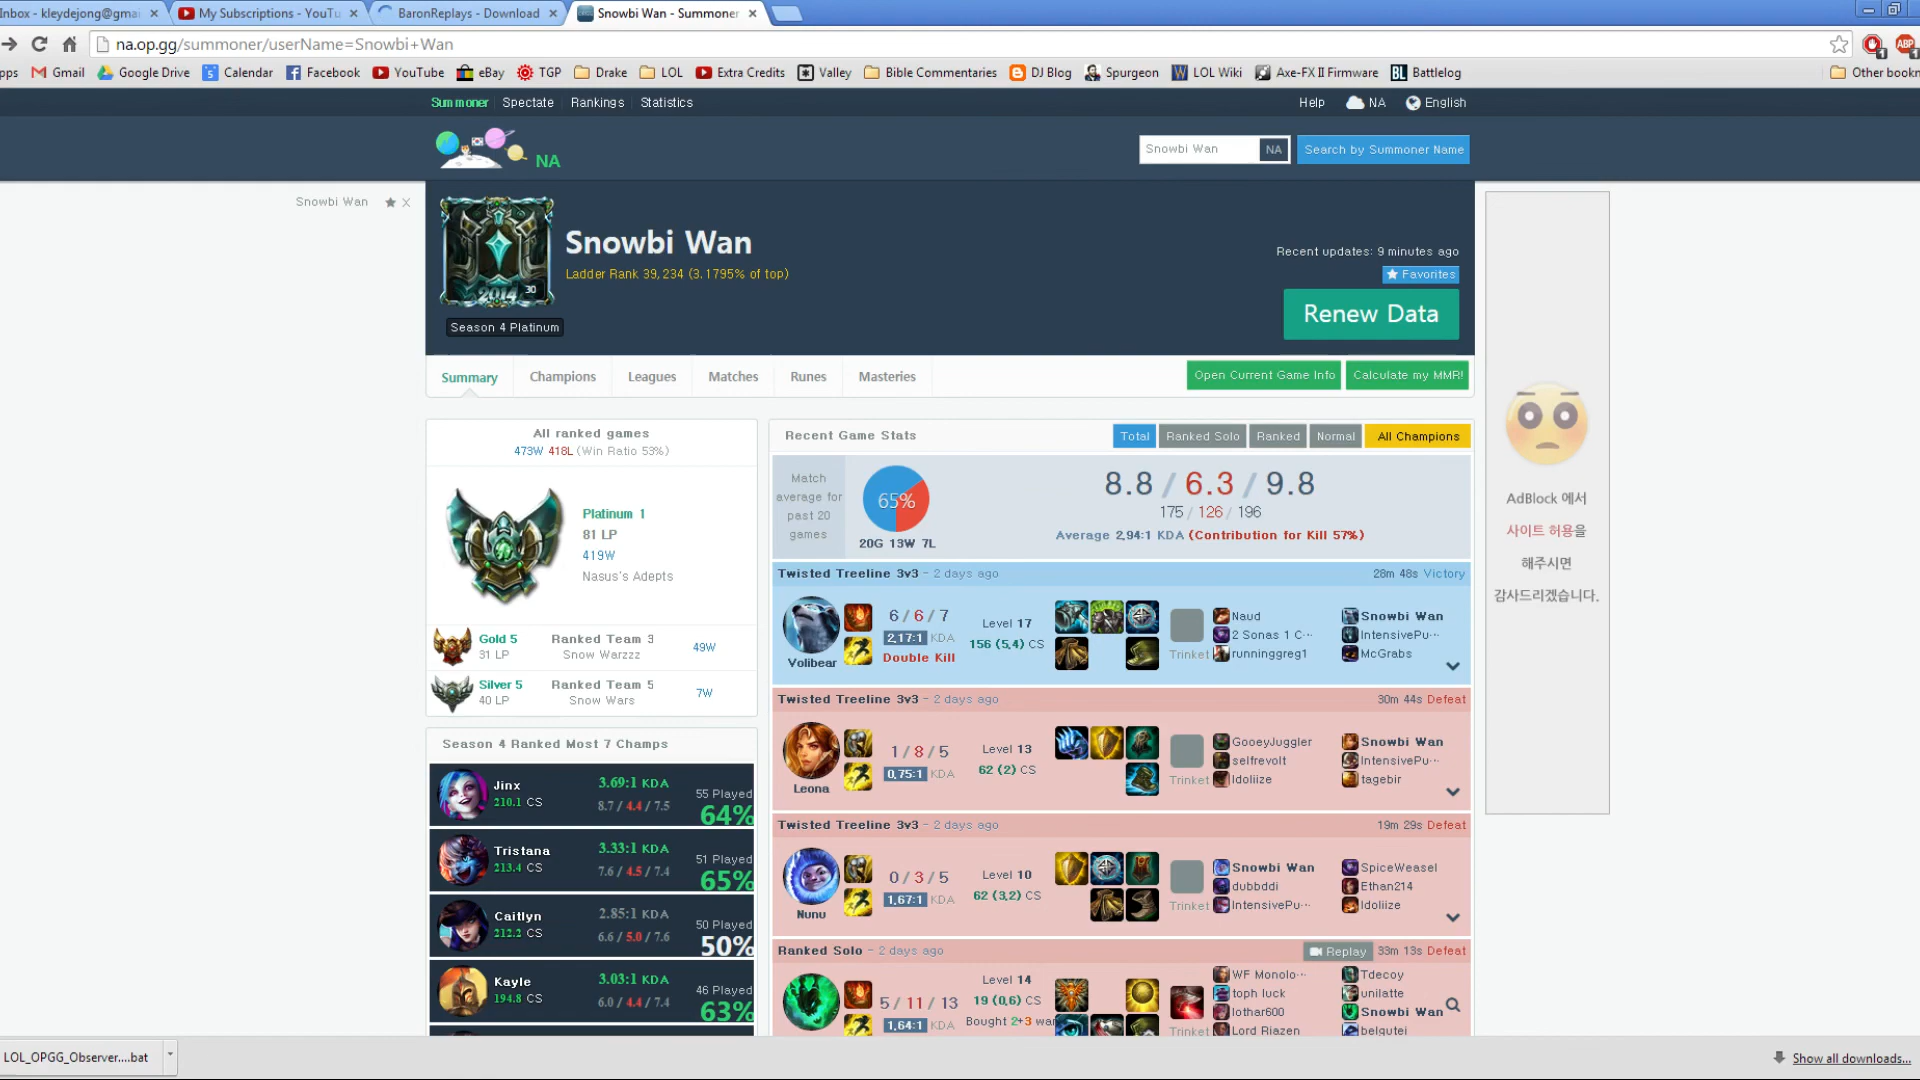 Inbox - kleydejong@gmai
My Subscriptions - YouTu
BaronReplays - Download
Snowbi Wan - Summoner
na.op.gg/summoner/userName=Snowbi+Wan
pps
Gmail
Google Drive
Calendar
Facebook
YouTube
eBay
TGP
Drake
LOL
Extra Credits
Valley
Bible Commentaries
DJ Blog
Spurgeon
LOL Wiki
Axe-FX II Firmware
Battlelog
Other bookn
Summoner Spectate Rankings Statistics
Help NA English
NA
Snowbi Wan NA Search by Summoner Name
Snowbi Wan X
2014 30
Season 4 Platinum
Snowbi Wan
Ladder Rank 39,234 (3.1795% of top)
Recent updates: 9 minutes ago
Favorites
Renew Data
Summary Champions Leagues Matches Runes Masteries
Open Current Game Info Calculate my MMR!
All ranked games
473W 418L (Win Ratio 53%)
Platinum 1
81 LP
419W
Nasus's Adepts
Gold 5 Ranked Team 3 49W
31 LP Snow Warzzz
Silver 5 Ranked Team 5 7W
40 LP Snow Wars
Season 4 Ranked Most 7 Champs
Jinx 3.69:1 KDA 55 Played
210.1 CS 8.7 / 4.4 / 7.5 64%
Tristana 3.33:1 KDA 51 Played
213.4 CS 7.6 / 4.5 / 7.4 65%
Caitlyn 2.85:1 KDA 50 Played
212.2 CS 6.6 / 5.0 / 7.6 50%
Kayle 3.03:1 KDA 46 Played
194.8 CS 6.0 / 4.4 / 7.4 63%
Recent Game Stats
Total Ranked Solo Ranked Normal All Champions
Match
average for
past 20
games
65%
20G 13W 7L
8.8 / 6.3 / 9.8
175 / 126 / 196
Average 2.94:1 KDA (Contribution for Kill 57%)
Twisted Treeline 3v3 - 2 days ago 28m 48s Victory
Volibear
6 / 6 / 7
2.17:1 KDA
Double Kill
Level 17
156 (5.4) CS
Trinket
Naud
2 Sonas 1 C...
runninggreg1
Snowbi Wan
IntensivePu...
McGrabs
Twisted Treeline 3v3 - 2 days ago 30m 44s Defeat
Leona
1 / 8 / 5
0.75:1 KDA
Level 13
62 (2) CS
Trinket
GooeyJuggler
selfrevolt
Idoliize
Snowbi Wan
IntensivePu...
tagebir
Twisted Treeline 3v3 - 2 days ago 19m 29s Defeat
Nunu
0 / 3 / 5
1.67:1 KDA
Level 10
62 (3.2) CS
Trinket
Snowbi Wan
dubbddi
IntensivePu...
SpiceWeasel
Ethan214
Idoliize
Ranked Solo - 2 days ago Replay 33m 13s Defeat
5 / 11 / 13
1.64:1 KDA
Level 14
19 (0.6) CS
Bought 2+3 war
Trinket
WF Monolo...
toph luck
lothar600
Lord Riazen
Tdecoy
unilatte
Snowbi Wan
belgutei
AdBlock 에서
사이트 허용을
해주시면
감사드리겠습니다.
LOL_OPGG_Observer....bat
Show all downloads...